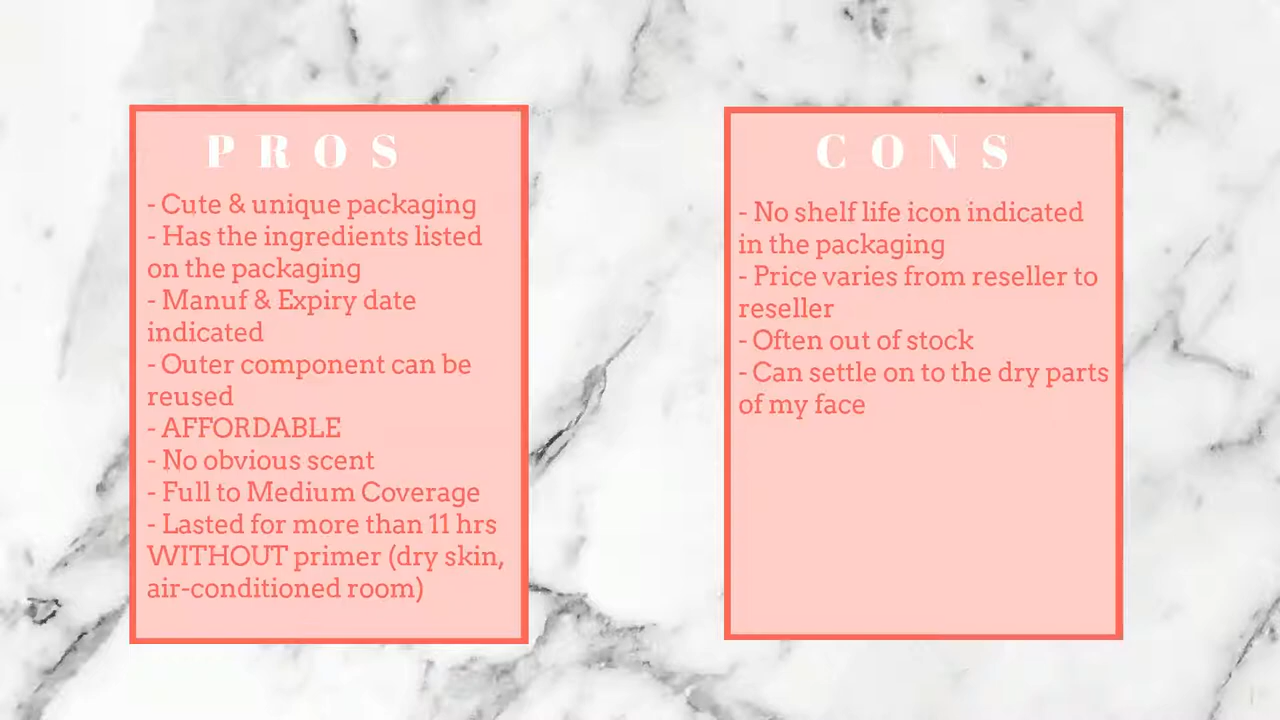 PROS
- Cute & unique packaging
- Has the ingredients listed
on the packaging
- Manuf & Expiry date
indicated
- Outer component can be
reused
- AFFORDABLE
- No obvious scent
- Full to Medium Coverage
- Lasted for more than 11 hrs
WITHOUT primer (dry skin,
air-conditioned room)
CONS
- No shelf life icon indicated
in the packaging
- Price varies from reseller to
reseller
- Often out of stock
- Can settle on to the dry parts
of my face